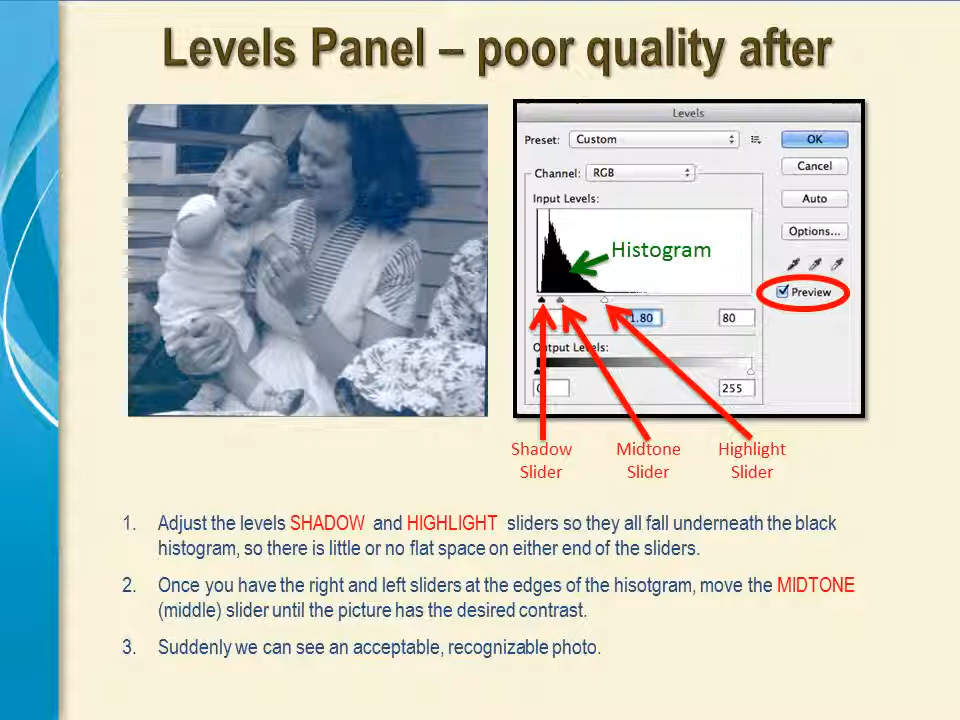 Levels Panel – poor quality after
Levels
Preset: Custom
OK
Cancel
Channel: RGB
Auto
Input Levels:
Options...
Histogram
Preview
1.80
80
Output Levels:
255
Shadow
Slider
Midtone
Slider
Highlight
Slider
1. Adjust the levels SHADOW and HIGHLIGHT sliders so they all fall underneath the black
histogram, so there is little or no flat space on either end of the sliders.
2. Once you have the right and left sliders at the edges of the hisotgram, move the MIDTONE
(middle) slider until the picture has the desired contrast.
3. Suddenly we can see an acceptable, recognizable photo.